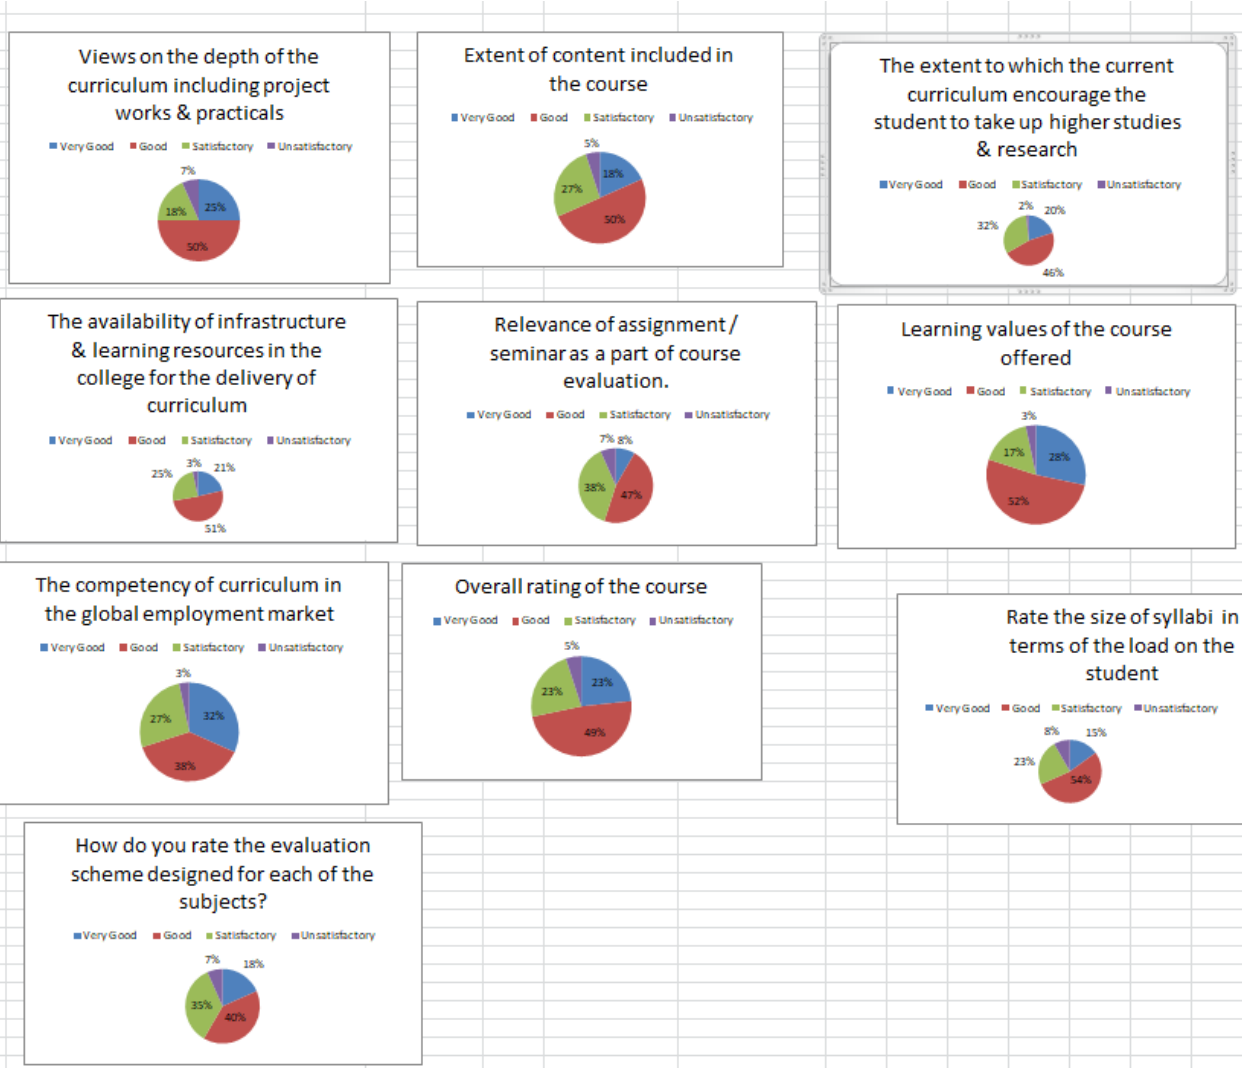 Views on the depth of the
curriculum including project
works & practicals
Very Good Good Satisfactory Unsatisfactory
7%
25%
18%
50%
Extent of content included in
the course
Very Good Good Satisfactory Unsatisfactory
5%
18%
27%
50%
The extent to which the current
curriculum encourage the
student to take up higher studies
& research
Very Good Good Satisfactory Unsatisfactory
2% 20%
32%
46%
The availability of infrastructure
& learning resources in the
college for the delivery of
curriculum
Very Good Good Satisfactory Unsatisfactory
3% 21%
25%
51%
Relevance of assignment /
seminar as a part of course
evaluation.
Very Good Good Satisfactory Unsatisfactory
7% 8%
38% 47%
Learning values of the course
offered
Very Good Good Satisfactory Unsatisfactory
3%
17% 28%
52%
The competency of curriculum in
the global employment market
Very Good Good Satisfactory Unsatisfactory
3%
27% 32%
38%
Overall rating of the course
Very Good Good Satisfactory Unsatisfactory
5%
23% 23%
49%
Rate the size of syllabi in
terms of the load on the
student
Very Good Good Satisfactory Unsatisfactory
8% 15%
23%
54%
How do you rate the evaluation
scheme designed for each of the
subjects?
Very Good Good Satisfactory Unsatisfactory
7% 18%
35%
40%